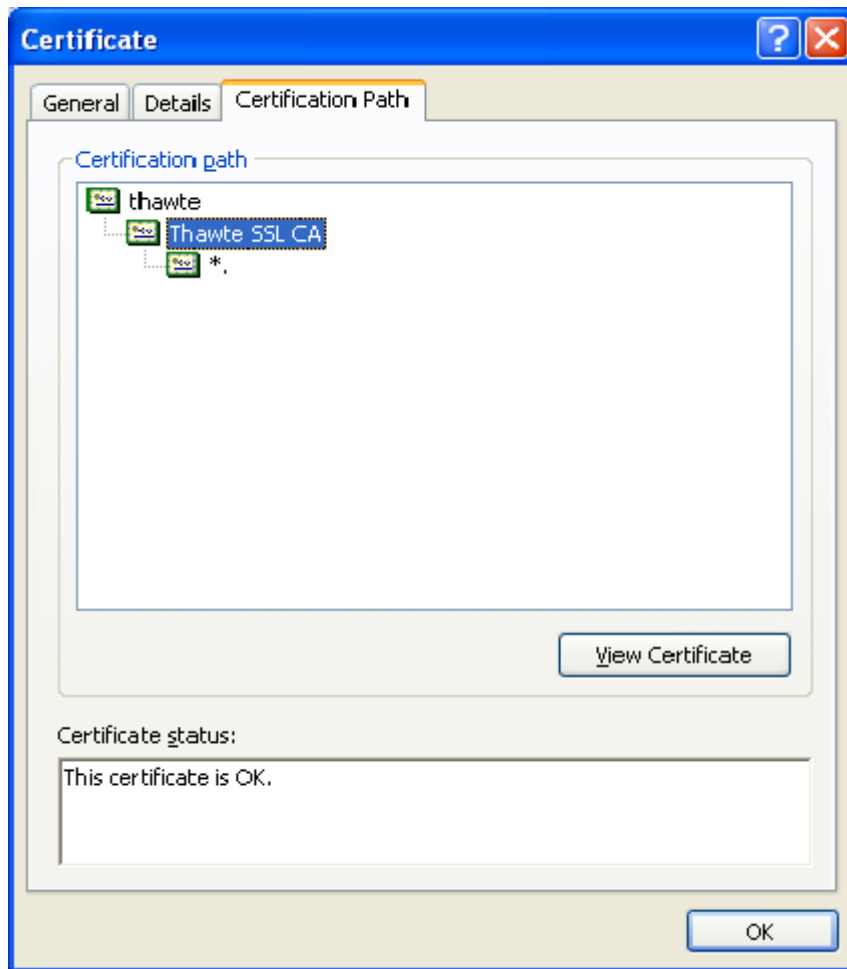 Certificate
General Details Certification Path
Certification path
thawte
Thawte SSL CA
*.
View Certificate
Certificate status:
This certificate is OK.
OK